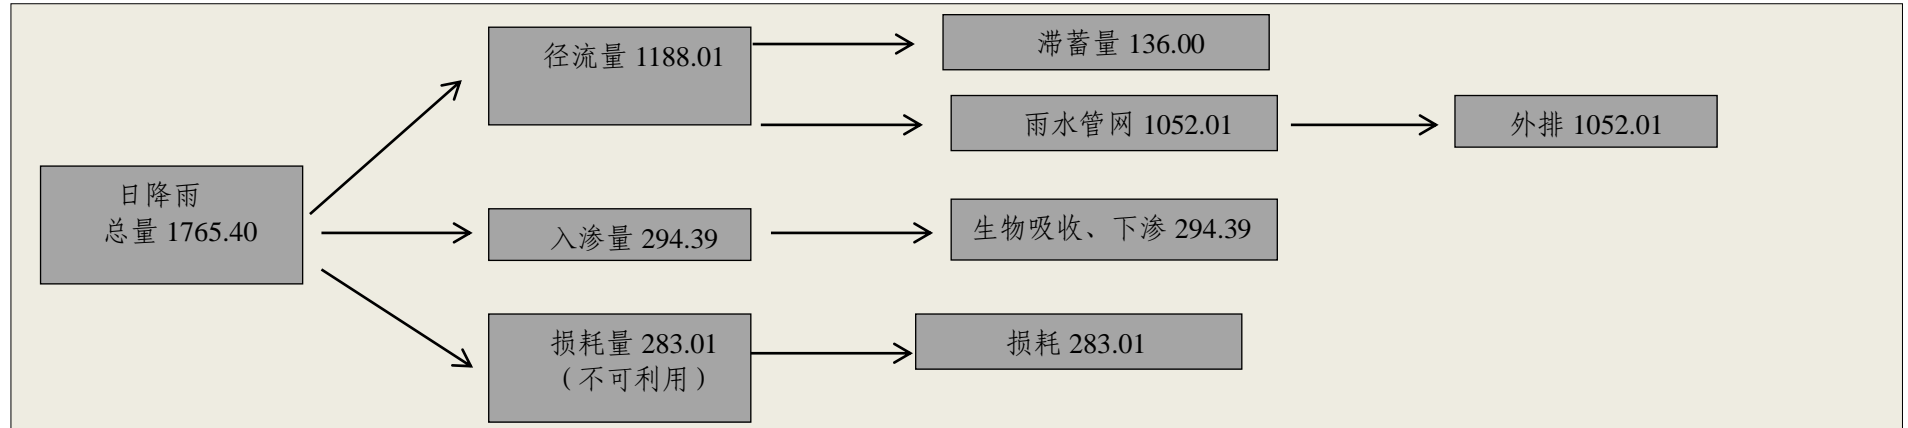 径流量 1188.01
滞蓄量 136.00
雨水管网 1052.01
外排 1052.01
日降雨
总量 1765.40
入渗量 294.39
生物吸收、下渗 294.39
损耗量 283.01
（不可利用）
损耗 283.01